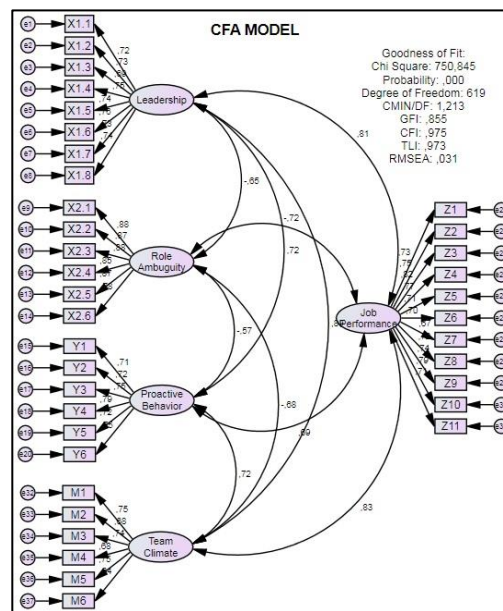 CFA MODEL
Goodness of Fit:
Chi Square: 750,845
Probability: ,000
Degree of Freedom: 619
CMIN/DF: 1,213
GFI: ,855
CFI: ,975
TLI: ,973
RMSEA: ,031
e1 X1.1
e2 X1.2
e3 X1.3
e4 X1.4
e5 X1.5
e6 X1.6
e7 X1.7
e8 X1.8
,72
,73
,74
Leadership
,81
-,65
e9 X2.1
e10 X2.2
e11 X2.3
e12 X2.4
e13 X2.5
e14 X2.6
,88
Role
Ambuguity
-,72
,72
-,57
e15 Y1
e16 Y2
e17 Y3
e18 Y4
e19 Y5
e20 Y6
,71
,72
Proactive
Behavior
-,68
,69
,72
e32 M1
e33 M2
e34 M3
e35 M4
e36 M5
e37 M6
,75
,88
,74
,68
Team
Climate
,83
Job
Performance
,73
,70
,67
Z1
Z2
Z3
Z4
Z5
Z6
Z7
Z8
Z9
Z10
Z11